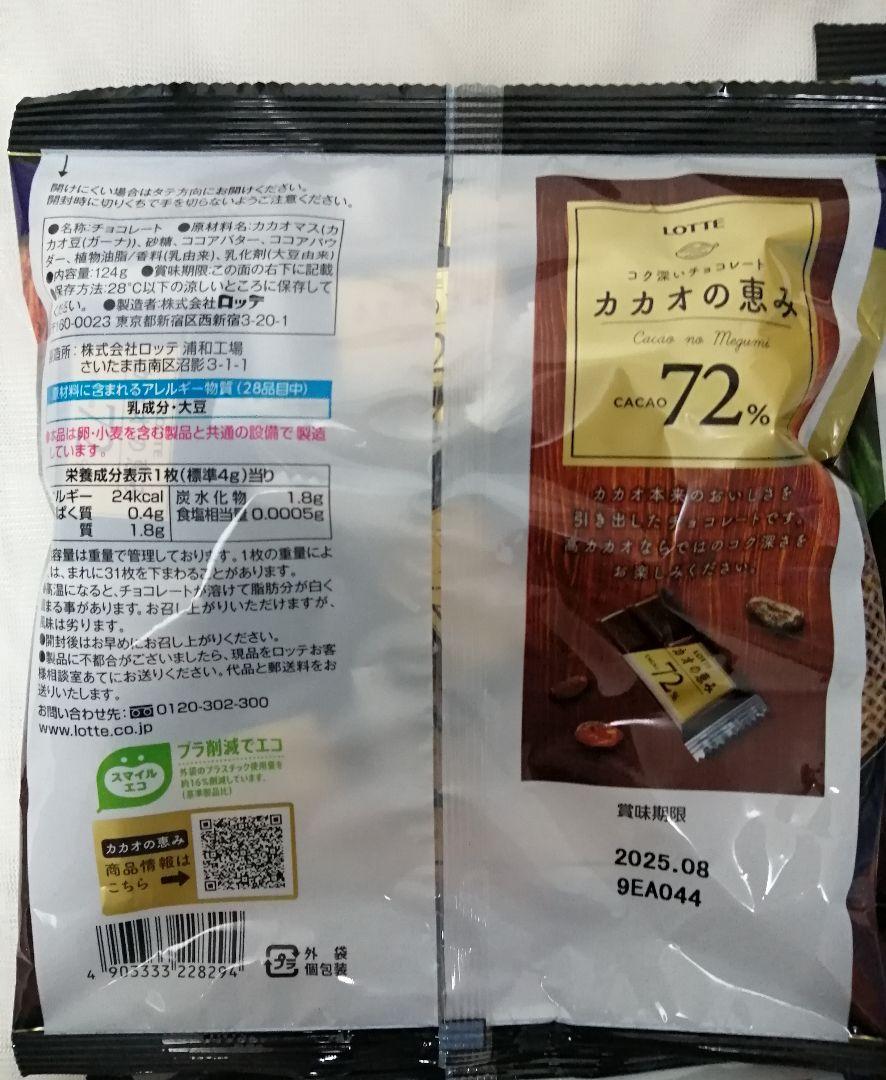 開けにくい場合はタテ方向にお開けください。
開封時に切りくちで手を切らないようご注意ください。
●名称:チョコレート ●原材料名:カカオマス(カ
カオ豆(ガーナ))、砂糖、ココアバター、ココアパウ
ダー、植物油脂/香料(乳由来)、乳化剤(大豆由来)
●内容量:124g ●賞味期限:この面の右下に記載
●保存方法:28℃以下の涼しいところに保存して
ください。 ●製造者:株式会社ロッテ
〒160-0023 東京都新宿区西新宿3-20-1
製造所:株式会社ロッテ 浦和工場
さいたま市南区沼影3-1-1
原材料に含まれるアレルギー物質(28品目中)
乳成分・大豆
●本品は卵・小麦を含む製品と共通の設備で製造
しています。
栄養成分表示1枚(標準4g)当り
ルギー 24kcal 炭水化物 1.8g
ぱく質 0.4g 食塩相当量 0.0005g
質 1.8g
容量は重量で管理しております。1枚の重量によ
は、まれに31枚を下まわることがあります。
高温になると、チョコレートが溶けて脂肪分が白く
まる事があります。お召し上がりいただけますが、
風味は劣ります。
●開封後はお早めにお召し上がりください。
●製品に不都合がございましたら、現品をロッテお客
様相談室あてにお送りください。代品と郵送料をお
送りいたします。
お問い合わせ先: 0120-302-300
www.lotte.co.jp
スマイル
エコ
プラ削減でエコ
外袋のプラスチック使用量を
約16%削減しています。
(基準製品比)
カカオの恵み
商品情報は
こちら
4 903333 228294
プラ
外袋
個包装
LOTTE
コク深いチョコレート
カカオの恵み
Cacao no Megumi
CACAO 72%
カカオ本来のおいしさを
引き出したチョコレートです。
高カカオならではのコク深さを
お楽しみください。
LOTTE
カカオの恵み
CACAO 72%
賞味期限
2025.08
9EA044